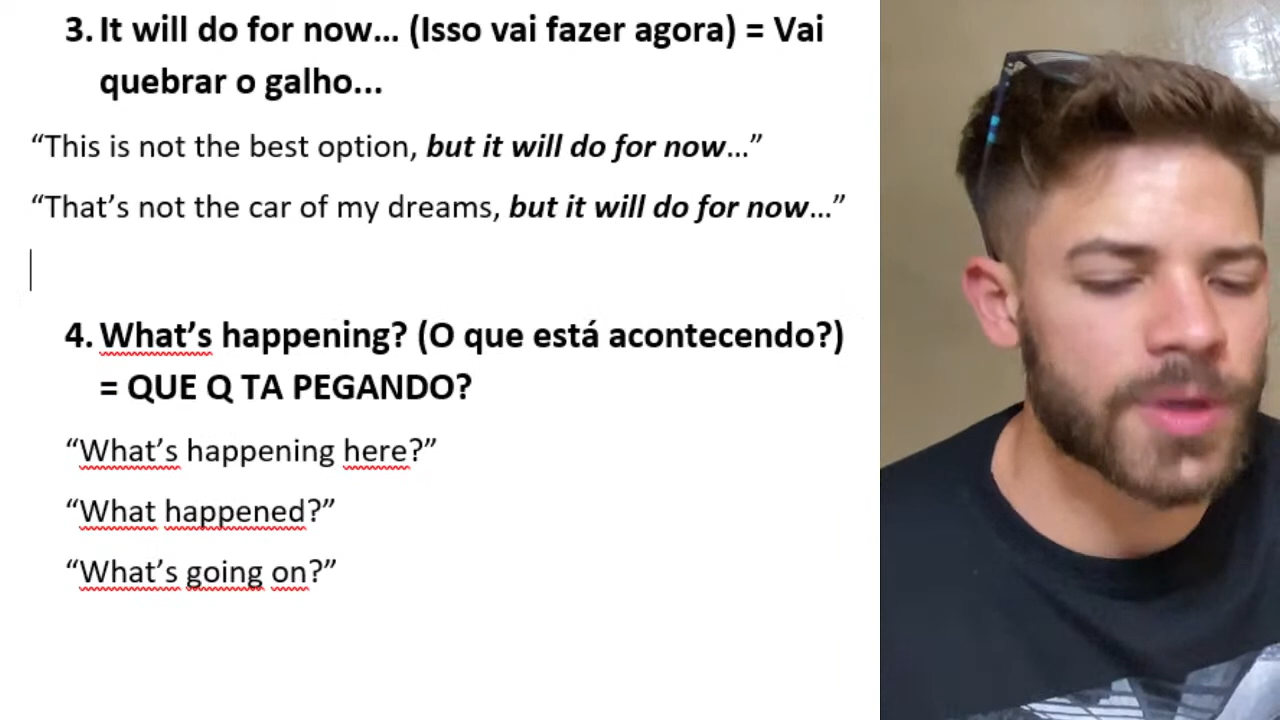 3. It will do for now... (Isso vai fazer agora) = Vai
quebrar o galho...
“This is not the best option, but it will do for now...”
“That’s not the car of my dreams, but it will do for now...”
4. What’s happening? (O que está acontecendo?)
= QUE Q TA PEGANDO?
“What’s happening here?”
“What happened?”
“What’s going on?”